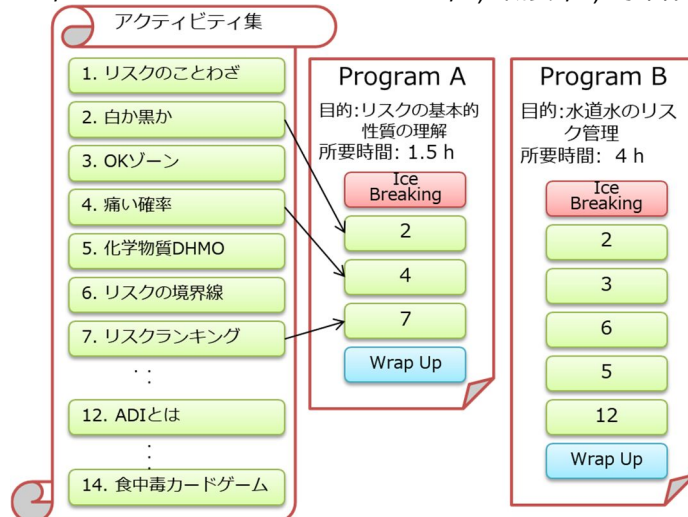 アクティビティ集
1. リスクのことわざ
2. 白か黒か
3. OKゾーン
4. 痛い確率
5. 化学物質DHMO
6. リスクの境界線
7. リスクランキング
12. ADIとは
14. 食中毒カードゲーム
Program A
目的:リスクの基本的
性質の理解
所要時間: 1.5 h
Ice
Breaking
2
4
7
Wrap Up
Program B
目的:水道水のリス
ク管理
所要時間: 4 h
Ice
Breaking
2
3
6
5
12
Wrap Up